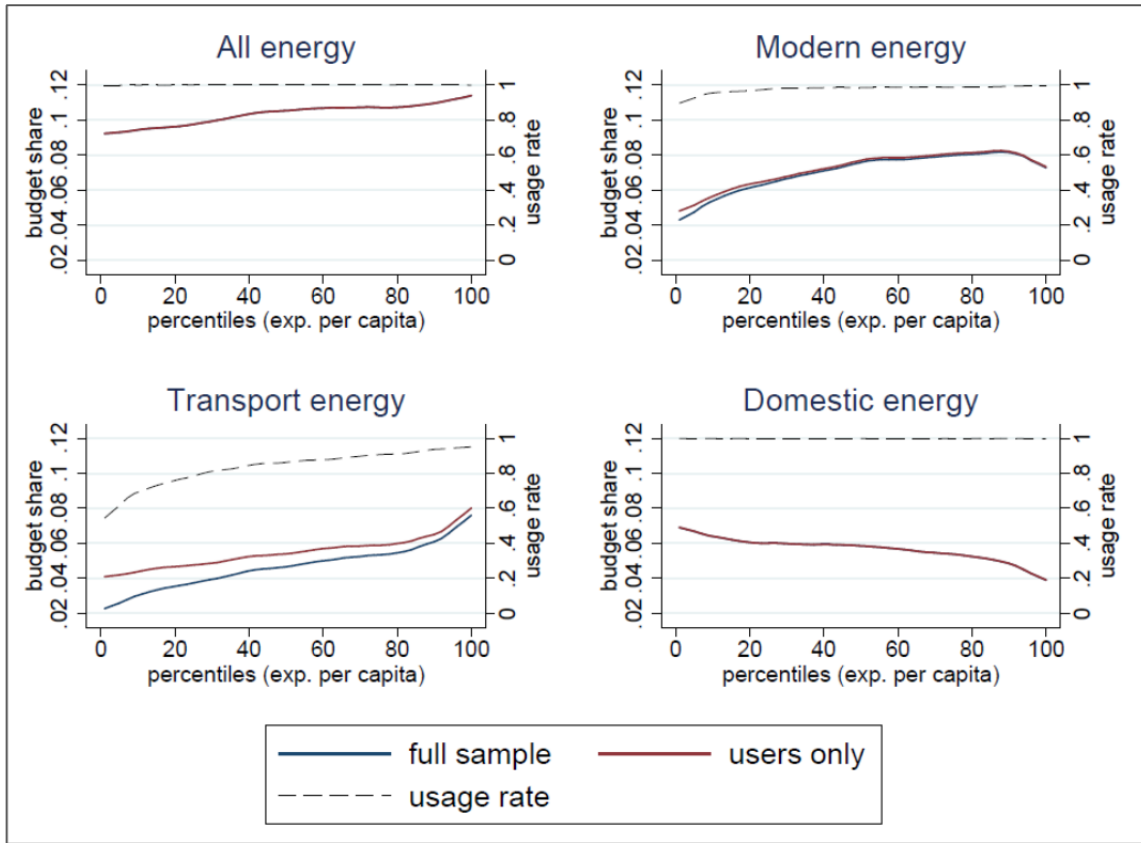 All energy
budget share
.02 .04 .06 .08 .1 .12
0 .2 .4 .6 .8 1
usage rate
0 20 40 60 80 100
percentiles (exp. per capita)
Modern energy
budget share
.02 .04 .06 .08 .1 .12
0 .2 .4 .6 .8 1
usage rate
0 20 40 60 80 100
percentiles (exp. per capita)
Transport energy
budget share
.02 .04 .06 .08 .1 .12
0 .2 .4 .6 .8 1
usage rate
0 20 40 60 80 100
percentiles (exp. per capita)
Domestic energy
budget share
.02 .04 .06 .08 .1 .12
0 .2 .4 .6 .8 1
usage rate
0 20 40 60 80 100
percentiles (exp. per capita)
full sample users only
usage rate